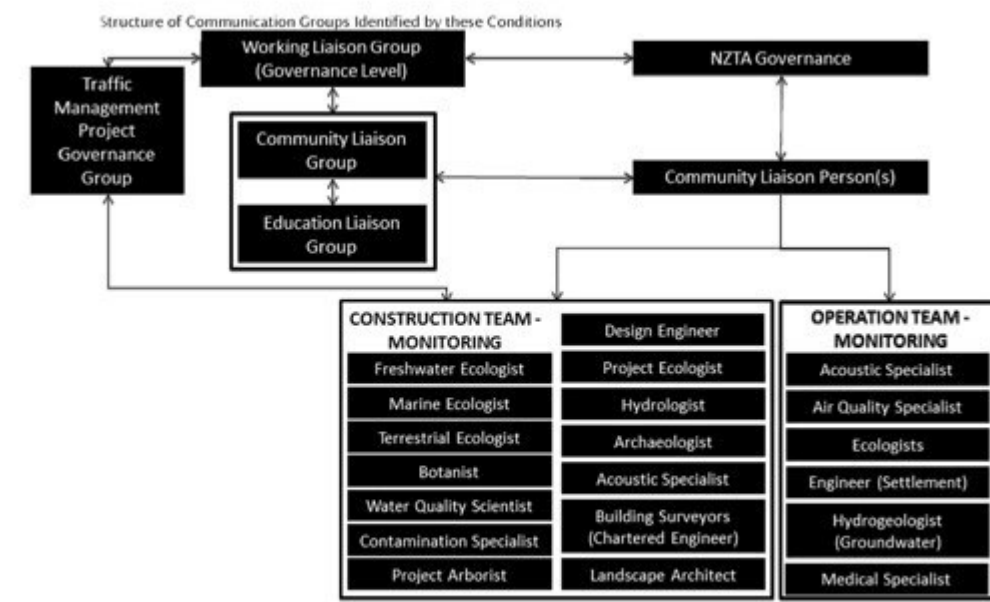 Structure of Communication Groups Identified by these Conditions
Working Liaison Group
(Governance Level)
NZTA Governance
Traffic
Management
Project
Governance
Group
Community Liaison
Group
Community Liaison Person(s)
Education Liaison
Group
CONSTRUCTION TEAM -
MONITORING
Freshwater Ecologist
Marine Ecologist
Terrestrial Ecologist
Botanist
Water Quality Scientist
Contamination Specialist
Project Arborist
Design Engineer
Project Ecologist
Hydrologist
Archaeologist
Acoustic Specialist
Building Surveyors
(Chartered Engineer)
Landscape Architect
OPERATION TEAM -
MONITORING
Acoustic Specialist
Air Quality Specialist
Ecologists
Engineer (Settlement)
Hydrogeologist
(Groundwater)
Medical Specialist